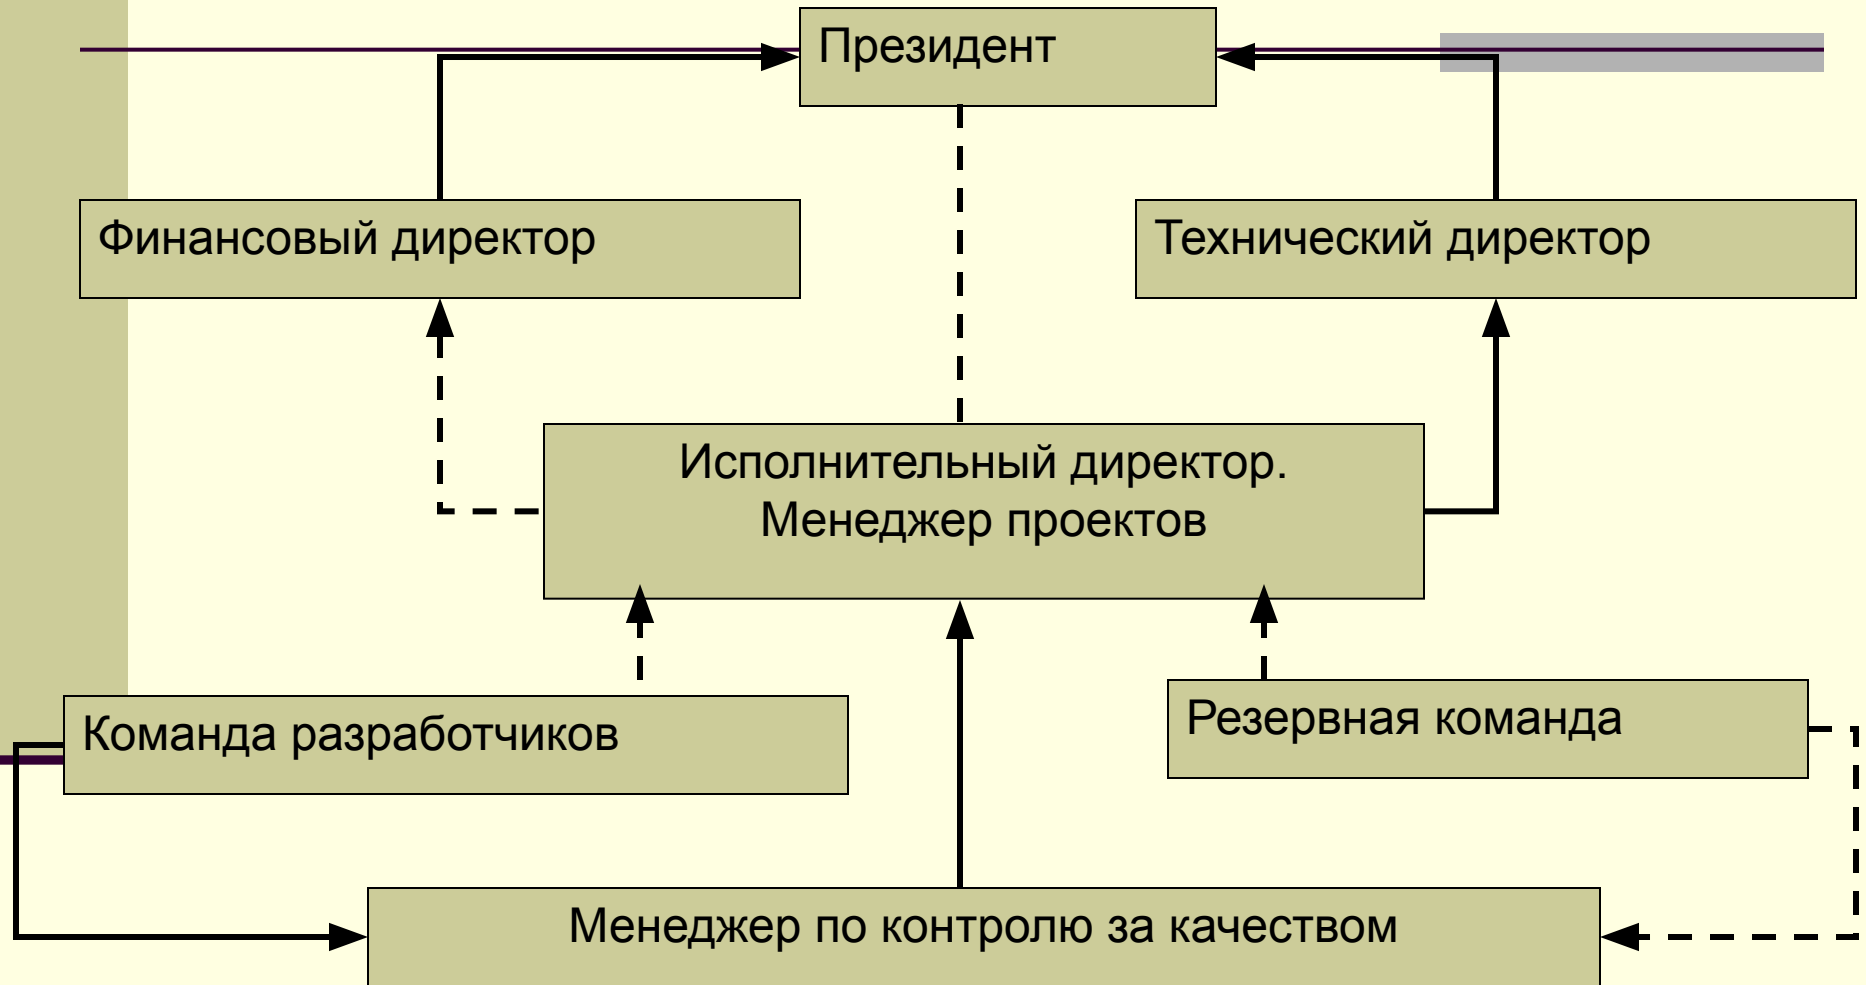 Президент
Финансовый директор
Технический директор
Исполнительный директор.
Менеджер проектов
Команда разработчиков
Резервная команда
Менеджер по контролю за качеством